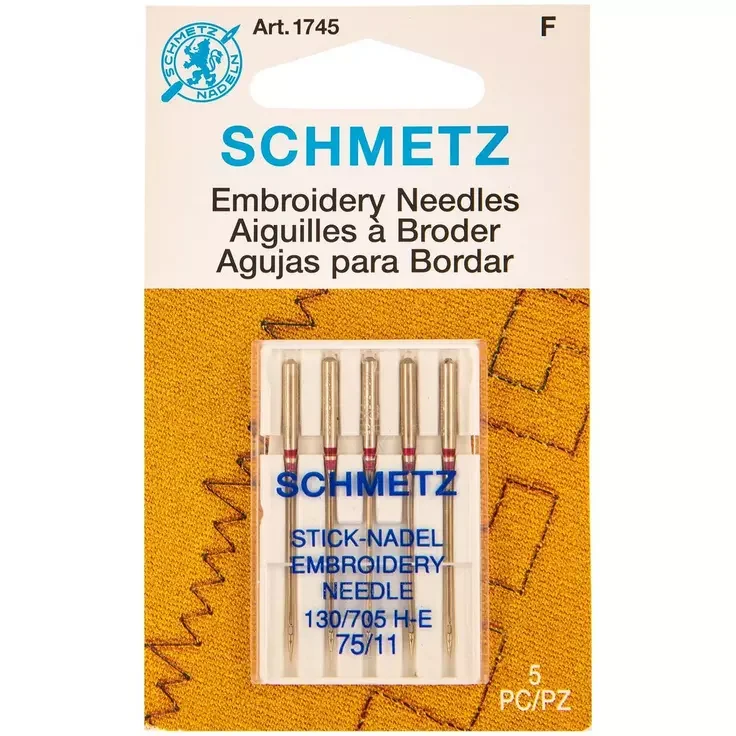 SCHMETZ
NADELN
Art. 1745
F
SCHMETZ
Embroidery Needles
Aiguilles à Broder
Agujas para Bordar
SCHMETZ
STICK-NADEL
EMBROIDERY
NEEDLE
130/705 H-E
75/11
5
PC/PZ